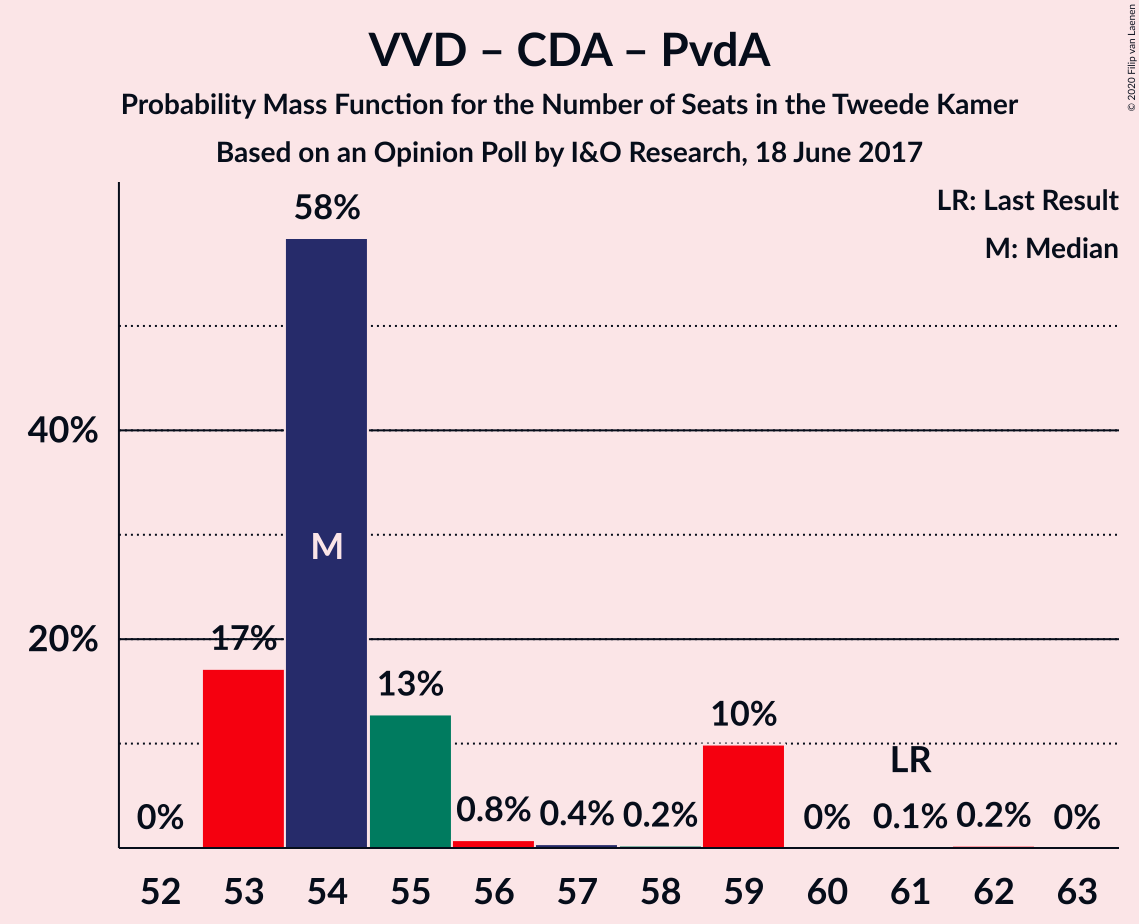 VVD – CDA – PvdA
Probability Mass Function for the Number of Seats in the Tweede Kamer
Based on an Opinion Poll by I&O Research, 18 June 2017
© 2020 Filip van Laenen
LR: Last Result
M: Median
58%
40%
M
20%
17%
13%
10%
LR
0%
0.8%
0.4%
0.2%
0%
0.1%
0.2%
0%
52 53 54 55 56 57 58 59 60 61 62 63